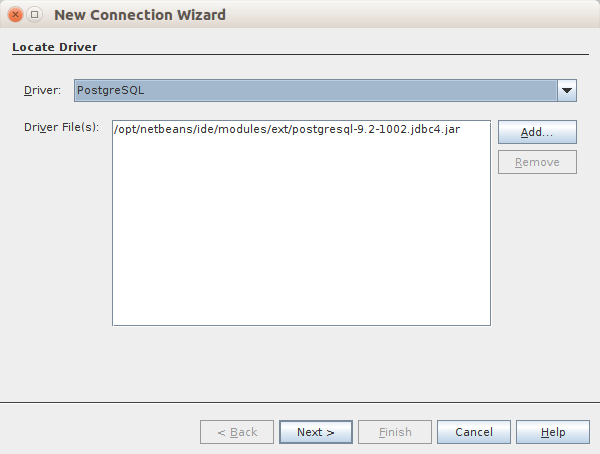 New Connection Wizard
Locate Driver
Driver: PostgreSQL
Driver File(s): /opt/netbeans/ide/modules/ext/postgresql-9.2-1002.jdbc4.jar
Add...
Remove
< Back Next > Finish Cancel Help